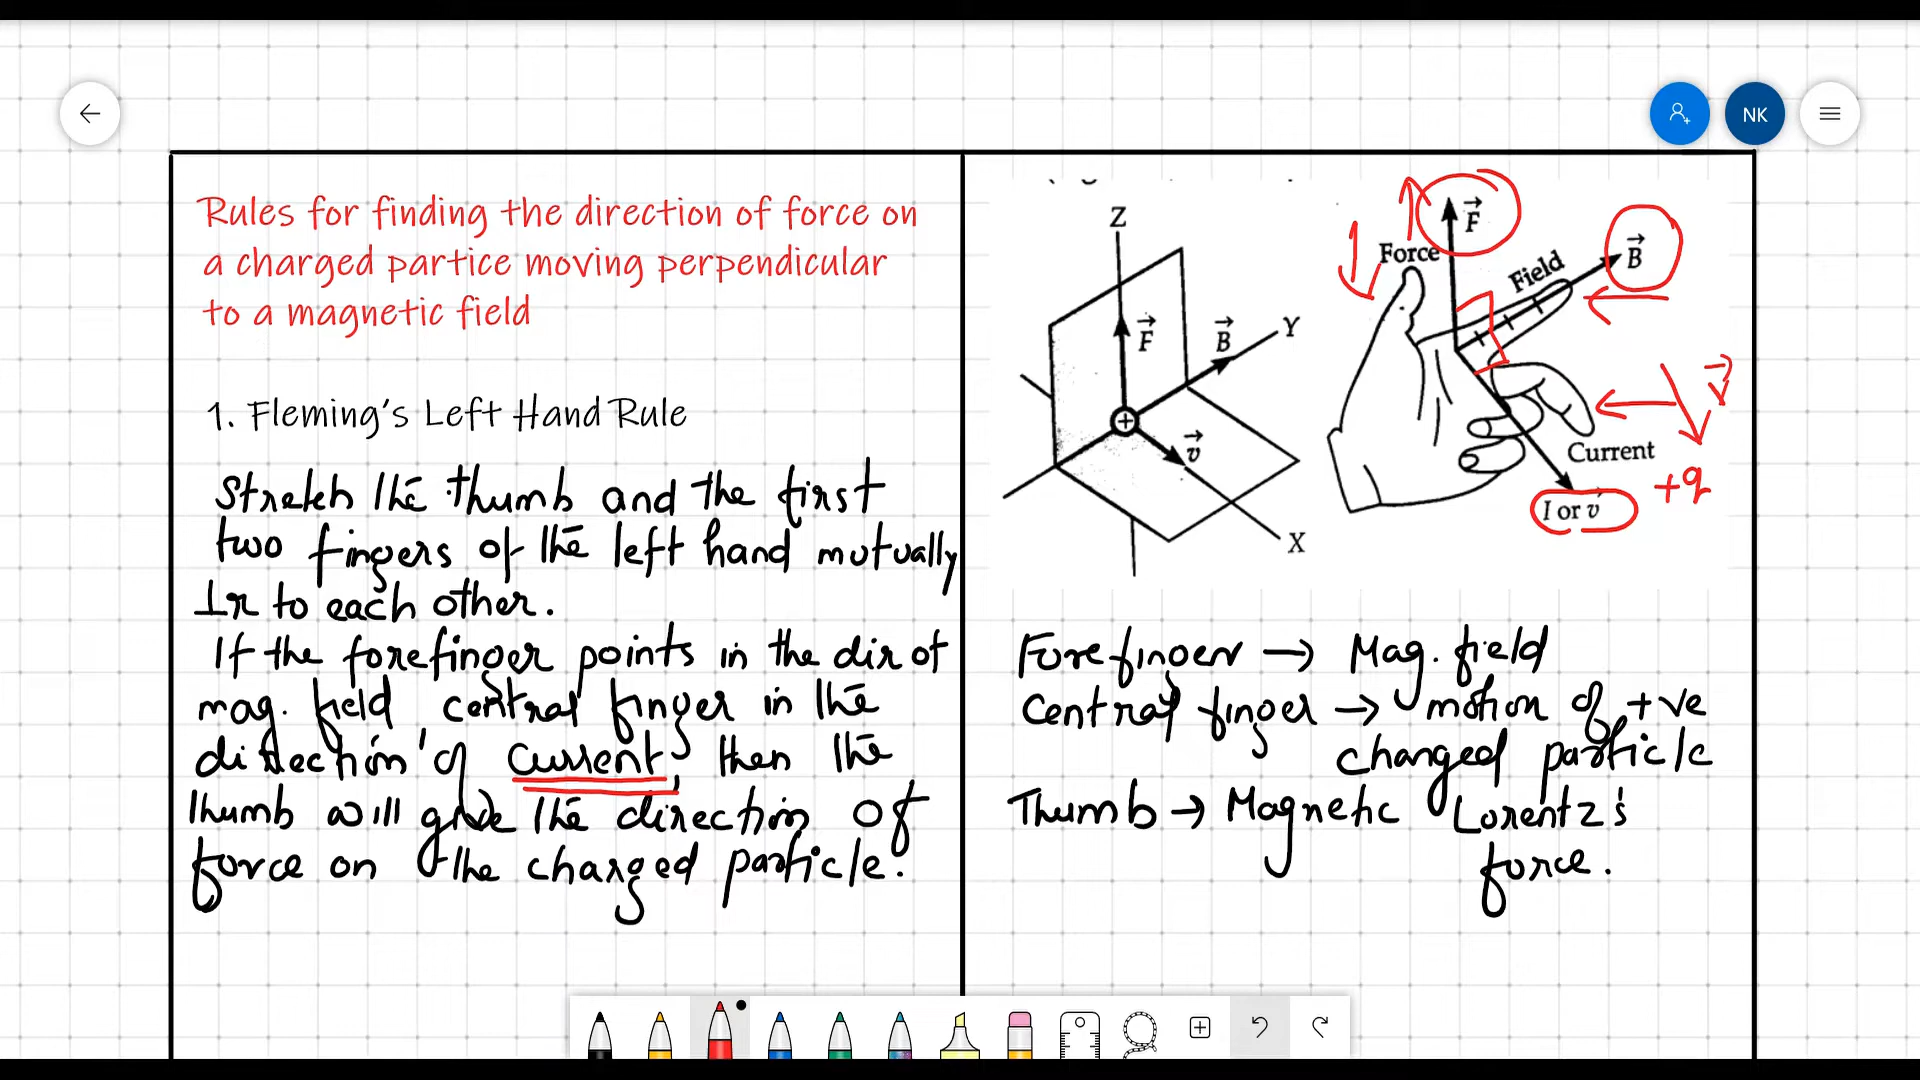 NK
Rules for finding the direction of force on
a charged partice moving perpendicular
to a magnetic field
1. Fleming's Left Hand Rule
Stretch the thumb and the first
two fingers of the left hand mutually
⊥r to each other.
If the forefinger points in the dir of
mag. field, central finger in the
direction of current, then the
thumb will give the direction of
force on the charged particle.
Z
F
B
Y
v
X
F
Force
Field
B
v
Current
+q
I or v
Forefinger → Mag. field
Central finger → motion of +ve
charged particle
Thumb → Magnetic Lorentz's
force.